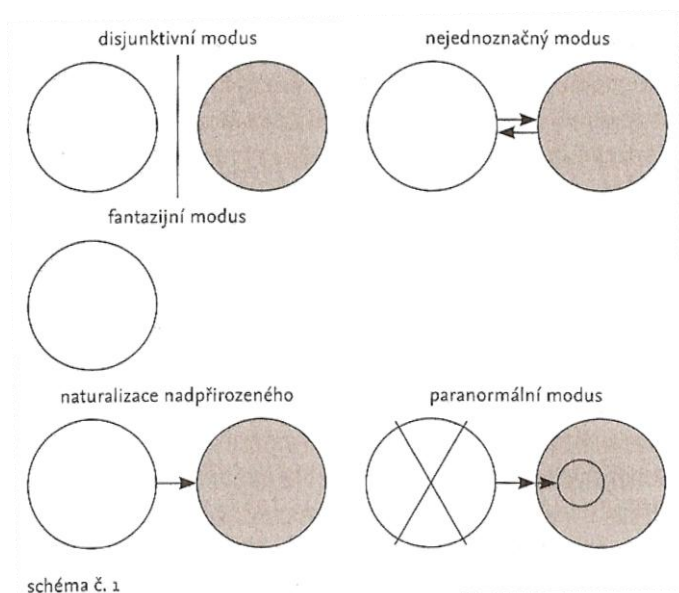 disjunktivní modus
nejednoznačný modus
fantazijní modus
naturalizace nadpřirozeného
paranormální modus
schéma č. 1